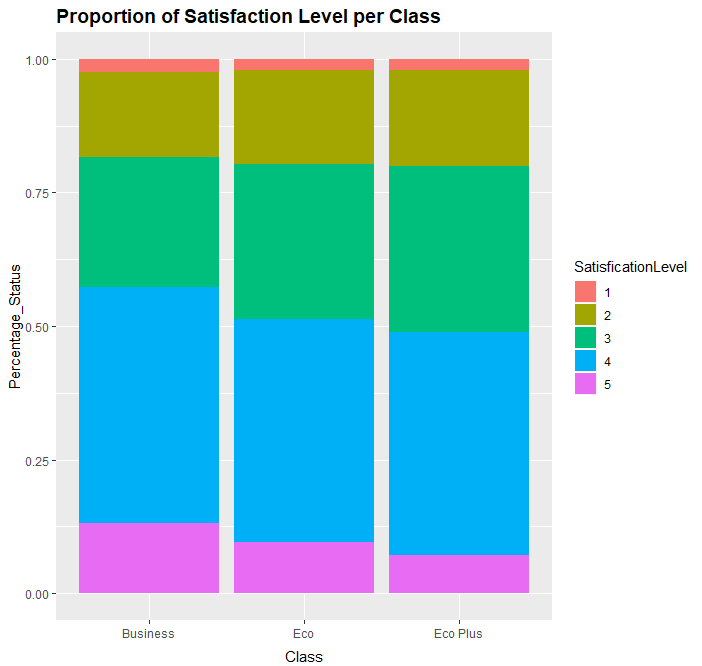 Proportion of Satisfaction Level per Class
1.00
0.75
0.50
0.25
0.00
Percentage_Status
Business
Eco
Eco Plus
Class
SatisficationLevel
1
2
3
4
5